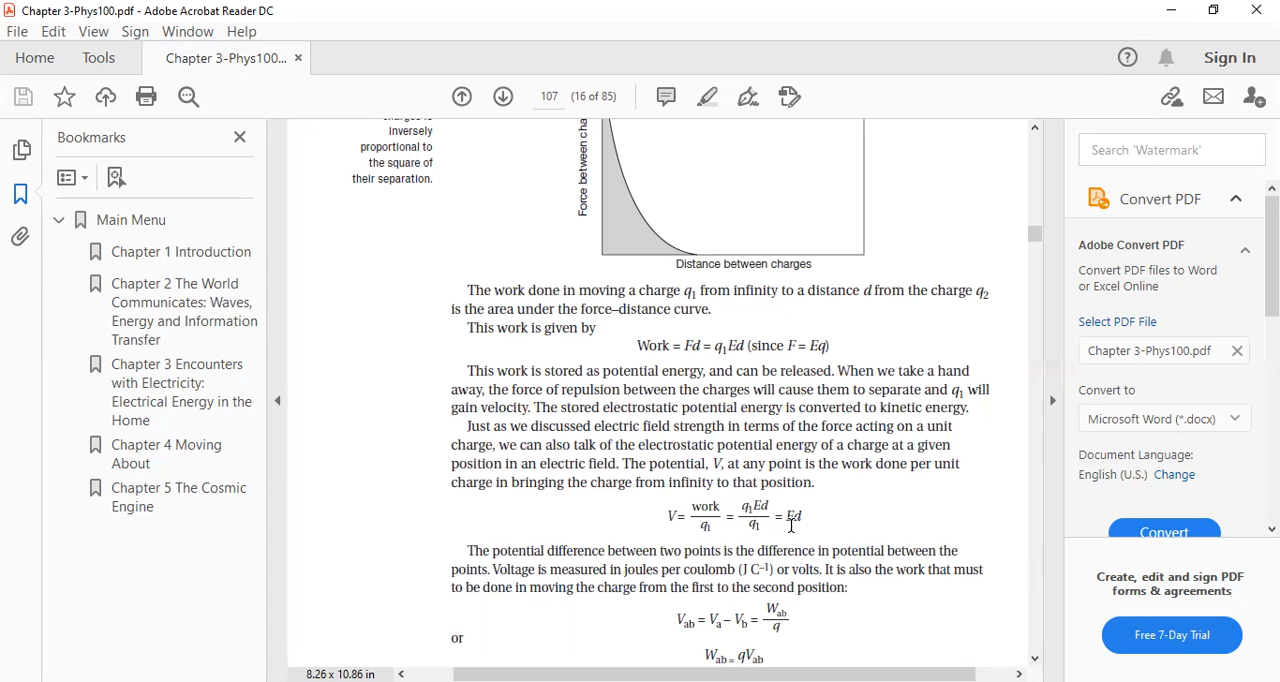 Chapter 3-Phys100.pdf - Adobe Acrobat Reader DC
File Edit View Sign Window Help
Home Tools Chapter 3-Phys100... × Sign In
107 (16 of 85)
Bookmarks
Main Menu
Chapter 1 Introduction
Chapter 2 The World
Communicates: Waves,
Energy and Information
Transfer
Chapter 3 Encounters
with Electricity:
Electrical Energy in the
Home
Chapter 4 Moving
About
Chapter 5 The Cosmic
Engine
inversely
proportional to
the square of
their separation.
Force between cha
Distance between charges
The work done in moving a charge q₁ from infinity to a distance d from the charge q₂
is the area under the force–distance curve.
This work is given by
Work = Fd = q₁Ed (since F = Eq)
This work is stored as potential energy, and can be released. When we take a hand
away, the force of repulsion between the charges will cause them to separate and q₁ will
gain velocity. The stored electrostatic potential energy is converted to kinetic energy.
Just as we discussed electric field strength in terms of the force acting on a unit
charge, we can also talk of the electrostatic potential energy of a charge at a given
position in an electric field. The potential, V, at any point is the work done per unit
charge in bringing the charge from infinity to that position.
V = work/q₁ = q₁Ed/q₁ = Ed
The potential difference between two points is the difference in potential between the
points. Voltage is measured in joules per coulomb (J C⁻¹) or volts. It is also the work that must
to be done in moving the charge from the first to the second position:
Vab = Va – Vb = Wab/q
or
Wab = qVab
8.26 x 10.86 in
Search 'Watermark'
Convert PDF
Adobe Convert PDF
Convert PDF files to Word
or Excel Online
Select PDF File
Chapter 3-Phys100.pdf
Convert to
Microsoft Word (*.docx)
Document Language:
English (U.S.) Change
Convert
Create, edit and sign PDF
forms & agreements
Free 7-Day Trial